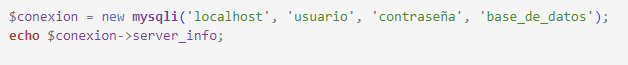 $conexion = new mysqli('localhost', 'usuario', 'contraseña', 'base_de_datos');
echo $conexion->server_info;